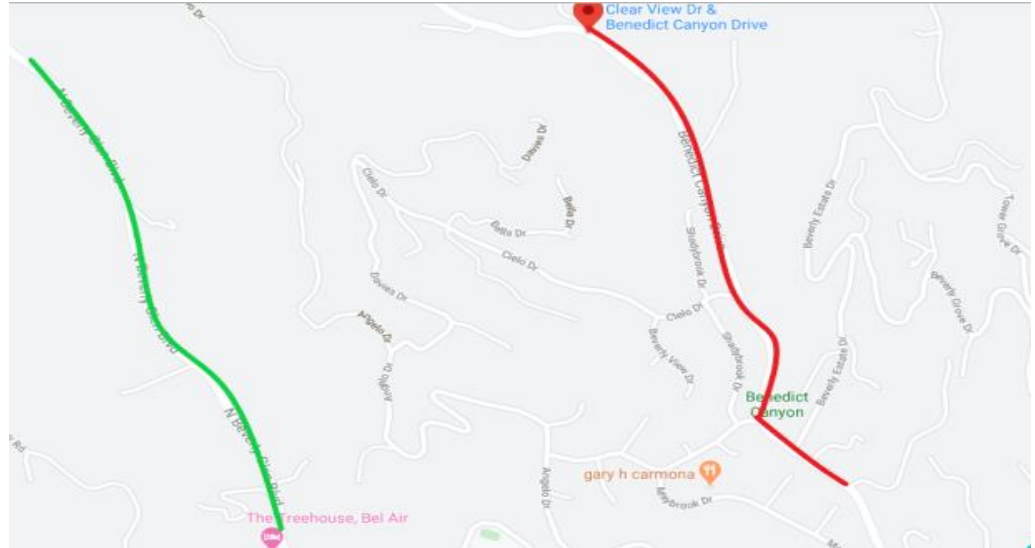 Clear View Dr &
Benedict Canyon Drive
N Beverly Glen Blvd
Davies Dr
Cielo Dr
Bella Dr
Bella Dr
Cielo Dr
Benedict Canyon Drive
Beverly Estate Dr
Tower Grove Dr
Shadybrook Dr
N Beverly Glen Blvd
Davies Dr
Angelo Dr
Cielo Dr
Beverly Grove Dr
Shadybrook Dr
Beverly View Dr
Beverly Estate Dr
Angelo Dr
Benedict
Canyon
N Beverly Glen Blvd
Rd
gary h carmona
Angelo Dr
Maybrook Dr
The Treehouse, Bel Air